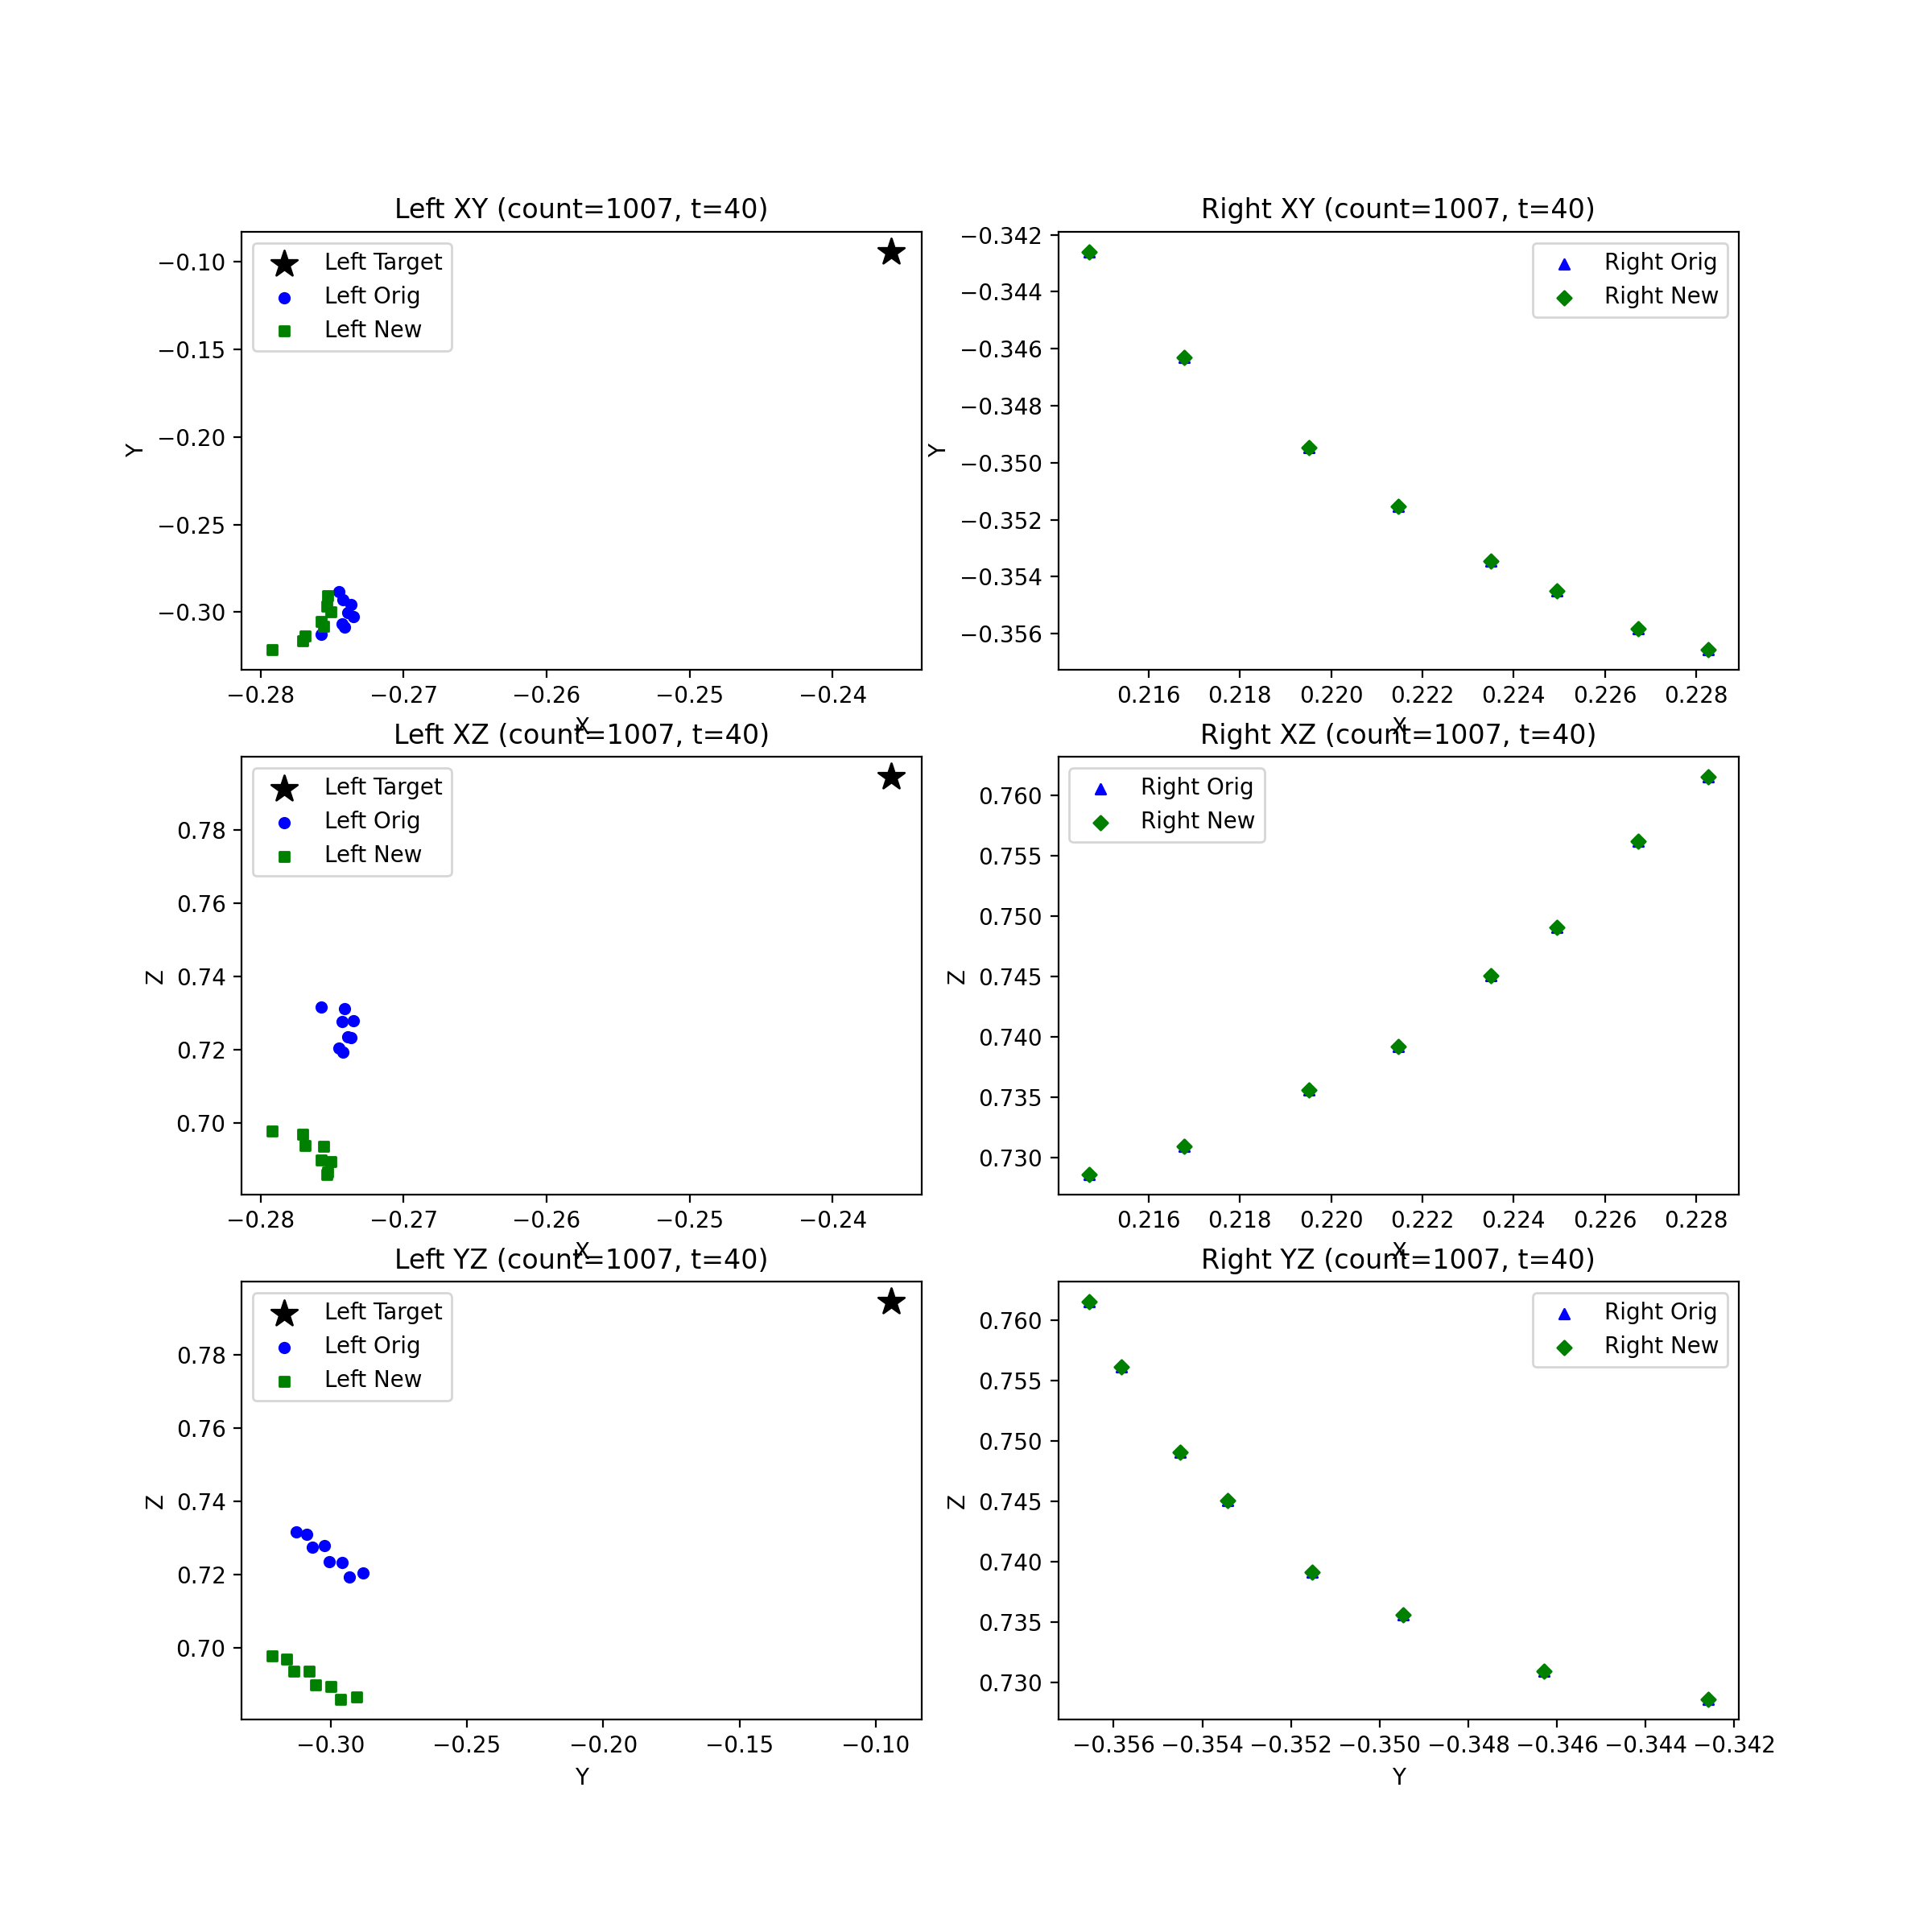 Left XY (count=1007, t=40)
Left Target
Left Orig
Left New
−0.10
−0.15
−0.20
−0.25
−0.30
Y
−0.28 −0.27 −0.26 −0.25 −0.24
X
Right XY (count=1007, t=40)
Right Orig
Right New
−0.342
−0.344
−0.346
−0.348
−0.350
−0.352
−0.354
−0.356
Y
0.216 0.218 0.220 0.222 0.224 0.226 0.228
X
Left XZ (count=1007, t=40)
Left Target
Left Orig
Left New
0.78
0.76
0.74
0.72
0.70
Z
−0.28 −0.27 −0.26 −0.25 −0.24
X
Right XZ (count=1007, t=40)
Right Orig
Right New
0.760
0.755
0.750
0.745
0.740
0.735
0.730
Z
0.216 0.218 0.220 0.222 0.224 0.226 0.228
X
Left YZ (count=1007, t=40)
Left Target
Left Orig
Left New
0.78
0.76
0.74
0.72
0.70
Z
−0.30 −0.25 −0.20 −0.15 −0.10
Y
Right YZ (count=1007, t=40)
Right Orig
Right New
0.760
0.755
0.750
0.745
0.740
0.735
0.730
Z
−0.356 −0.354 −0.352 −0.350 −0.348 −0.346 −0.344 −0.342
Y